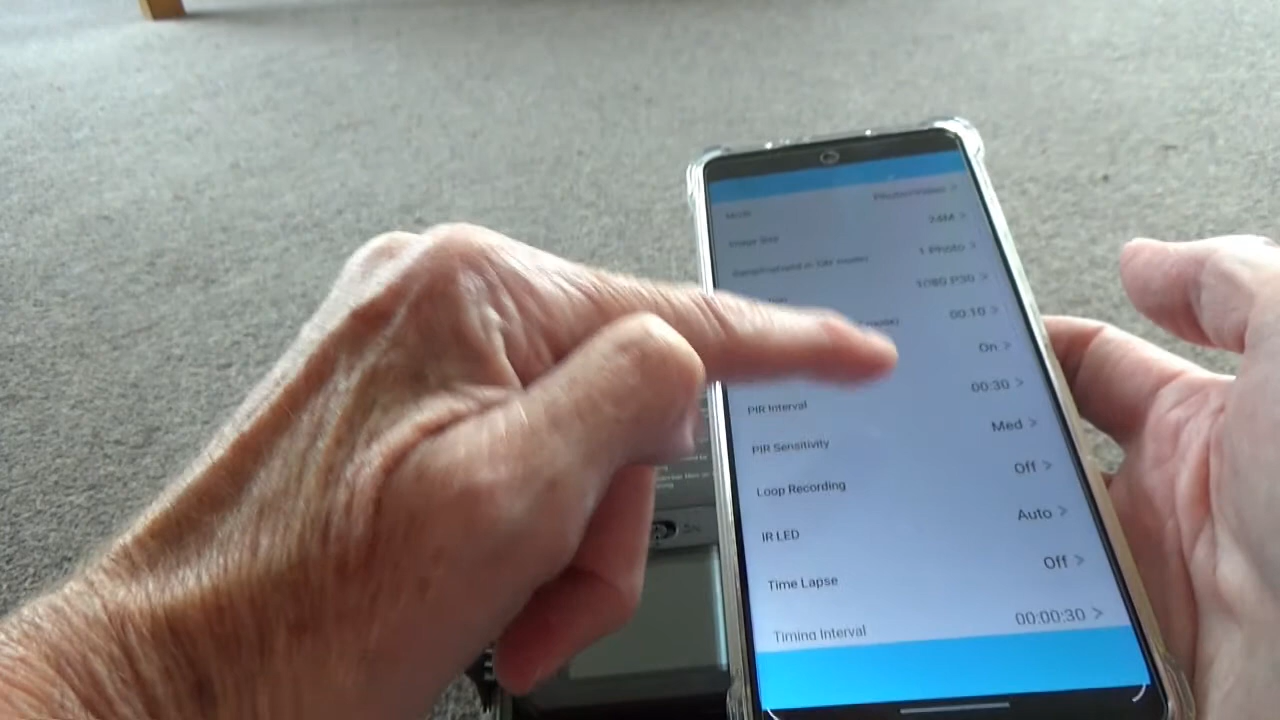 Mode Photo+Video >
Image Size 24M >
1 Photo >
1080 P30 >
00:10 >
On >
PIR Interval 00:30 >
PIR Sensitivity Med >
Loop Recording Off >
IR LED Auto >
Time Lapse Off >
Timing Interval 00:00:30 >